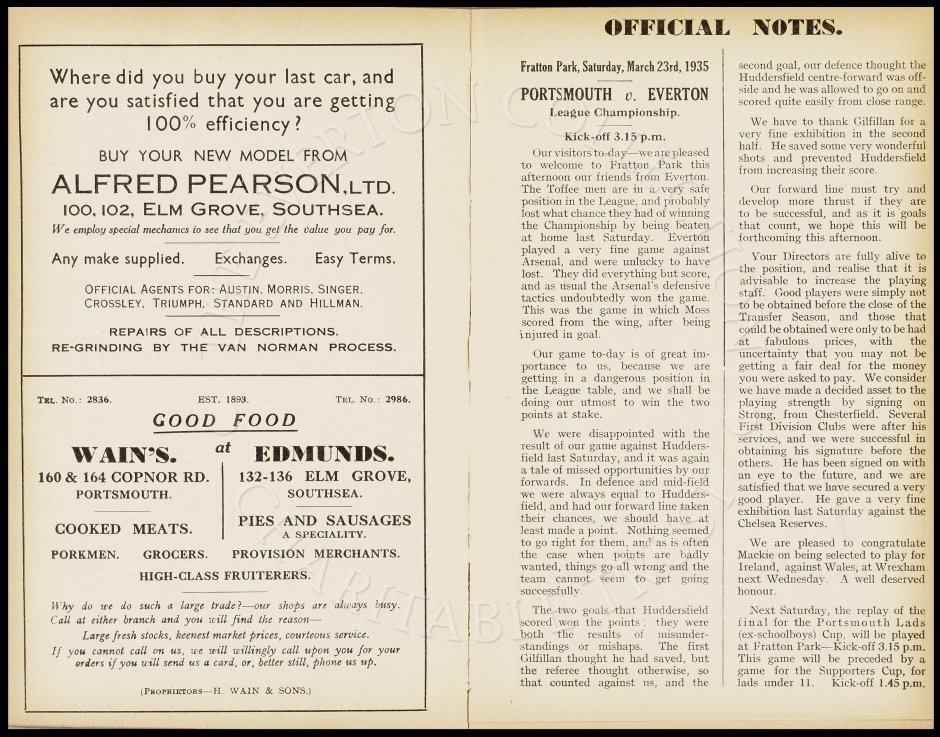 Where did you buy your last car, and
are you satisfied that you are getting
100% efficiency?
BUY YOUR NEW MODEL FROM
ALFRED PEARSON, LTD.
100, 102, ELM GROVE, SOUTHSEA.
We employ special mechanics to see that you get the value you pay for.
Any make supplied. Exchanges. Easy Terms.
OFFICIAL AGENTS FOR: AUSTIN, MORRIS, SINGER,
CROSSLEY, TRIUMPH, STANDARD AND HILLMAN.
REPAIRS OF ALL DESCRIPTIONS.
RE-GRINDING BY THE VAN NORMAN PROCESS.
TEL. No.: 2836. EST. 1893. TEL. No.: 2986.
GOOD FOOD
WAIN'S. at EDMUNDS.
160 & 164 COPNOR RD. 132-136 ELM GROVE,
PORTSMOUTH. SOUTHSEA.
COOKED MEATS. PIES AND SAUSAGES
A SPECIALITY.
PORKMEN. GROCERS. PROVISION MERCHANTS.
HIGH-CLASS FRUITERERS.
Why do we do such a large trade?—our shops are always busy.
Call at either branch and you will find the reason—
Large fresh stocks, keenest market prices, courteous service.
If you cannot call on us, we will willingly call upon you for your
orders if you will send us a card, or, better still, phone us up.
(PROPRIETORS—H. WAIN & SONS.)
OFFICIAL NOTES.
Fratton Park, Saturday, March 23rd, 1935
PORTSMOUTH v. EVERTON
League Championship.
Kick-off 3.15 p.m.
Our visitors to-day—we are pleased
to welcome to Fratton Park this
afternoon our friends from Everton.
The Toffee men are in a very safe
position in the League, and probably
lost what chance they had of winning
the Championship by being beaten
at home last Saturday. Everton
played a very fine game against
Arsenal, and were unlucky to have
lost. They did everything but score,
and as usual the Arsenal's defensive
tactics undoubtedly won the game.
This was the game in which Moss
scored from the wing, after being
injured in goal.
Our game to-day is of great im-
portance to us, because we are
getting in a dangerous position in
the League table, and we shall be
doing our utmost to win the two
points at stake.
We were disappointed with the
result of our game against Hudders-
field last Saturday, and it was again
a tale of missed opportunities by our
forwards. In defence and mid-field
we were always equal to Hudders-
field, and had our forward line taken
their chances, we should have at
least made a point. Nothing seemed
to go right for them, and as is often
the case when points are badly
wanted, things go all wrong and the
team cannot seem to get going
successfully.
The two goals that Huddersfield
scored won the points; they were
both the results of misunder-
standings or mishaps. The first
Gilfillan thought he had saved, but
the referee thought otherwise, so
that counted against us, and the
second goal, our defence thought the
Huddersfield centre-forward was off-
side and he was allowed to go on and
scored quite easily from close range.
We have to thank Gilfillan for a
very fine exhibition in the second
half. He saved some very wonderful
shots and prevented Huddersfield
from increasing their score.
Our forward line must try and
develop more thrust if they are
to be successful, and as it is goals
that count, we hope this will be
forthcoming this afternoon.
Your Directors are fully alive to
the position, and realise that it is
advisable to increase the playing
staff. Good players were simply not
to be obtained before the close of the
Transfer Season, and those that
could be obtained were only to be had
at fabulous prices, with the
uncertainty that you may not be
getting a fair deal for the money
you were asked to pay. We consider
we have made a decided asset to the
playing strength by signing on
Strong, from Chesterfield. Several
First Division Clubs were after his
services, and we were successful in
obtaining his signature before the
others. He has been signed on with
an eye to the future, and we are
satisfied that we have secured a very
good player. He gave a very fine
exhibition last Saturday against the
Chelsea Reserves.
We are pleased to congratulate
Mackie on being selected to play for
Ireland, against Wales, at Wrexham
next Wednesday. A well deserved
honour.
Next Saturday, the replay of the
final for the Portsmouth Lads
(ex-schoolboys) Cup, will be played
at Fratton Park—Kick-off 3.15 p.m.
This game will be preceded by a
game for the Supporters Cup, for
lads under 11. Kick-off 1.45 p.m.